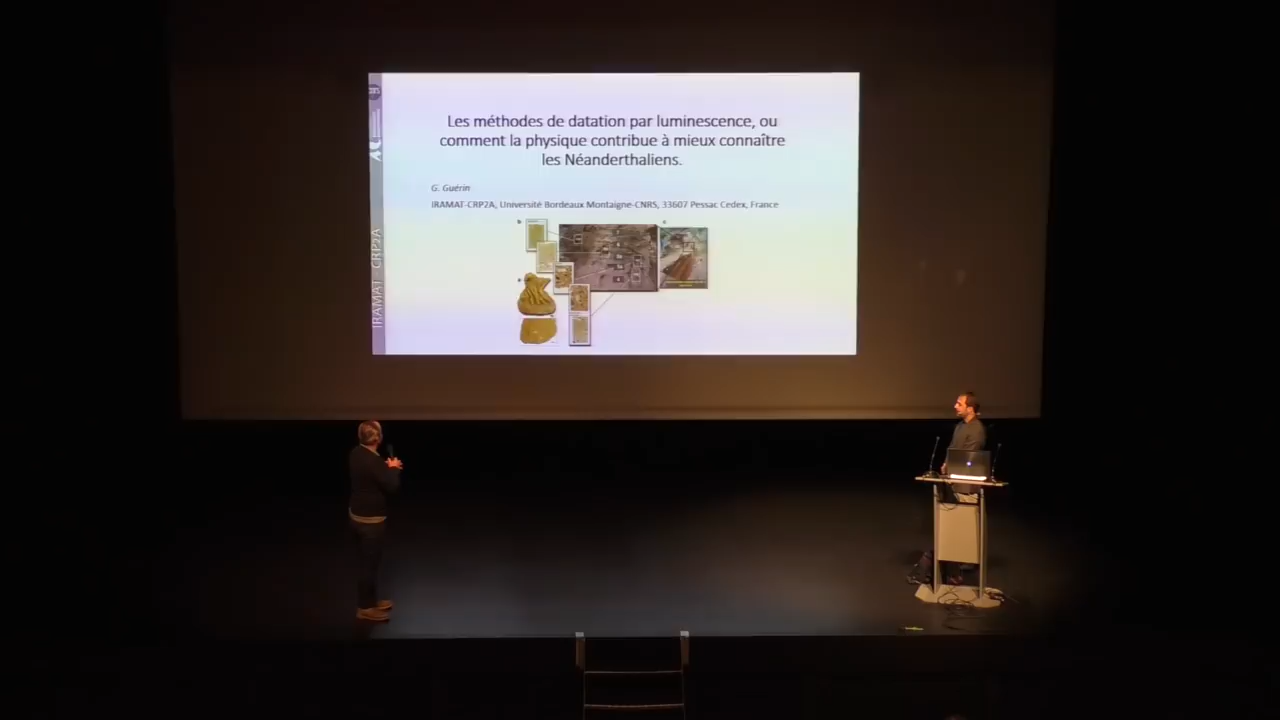 Les méthodes de datation par luminescence, ou
comment la physique contribue à mieux connaître
les Néanderthaliens.
G. Guérin
IRAMAT-CRP2A, Université Bordeaux Montaigne-CNRS, 33607 Pessac Cedex, France
IRAMAT CRP2A